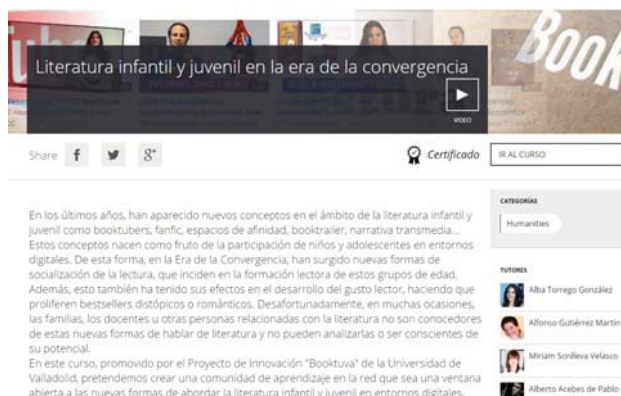 Tube
BOOK
Literatura infantil y juvenil en la era de la convergencia
VIDEO
Share
f
g+
Certificado
IR AL CURSO
CATEGORÍAS
Humanities
En los últimos años, han aparecido nuevos conceptos en el ámbito de la literatura infantil y
juvenil como booktubers, fanfic, espacios de afinidad, booktrailer, narrativa transmedia...
Estos conceptos nacen como fruto de la participación de niños y adolescentes en entornos
digitales. De esta forma, en la Era de la Convergencia, han surgido nuevas formas de
socialización de la lectura, que inciden en la formación lectora de estos grupos de edad.
Además, esto también ha tenido sus efectos en el desarrollo del gusto lector, haciendo que
proliferen bestsellers distópicos o románticos. Desafortunadamente, en muchas ocasiones,
las familias, los docentes u otras personas relacionadas con la literatura no son conocedores
de estas nuevas formas de hablar de literatura y no pueden analizarlas o ser conscientes de
su potencial.
En este curso, promovido por el Proyecto de Innovación "Booktuva" de la Universidad de
Valladolid, pretendemos crear una comunidad de aprendizaje en la red que sea una ventana
abierta a las nuevas formas de abordar la literatura infantil y juvenil en entornos digitales.
TUTORES
Alba Torrego González
Alfonso Gutiérrez Martín
Miriam Sonlleva Velasco
Alberto Acebes de Pablo